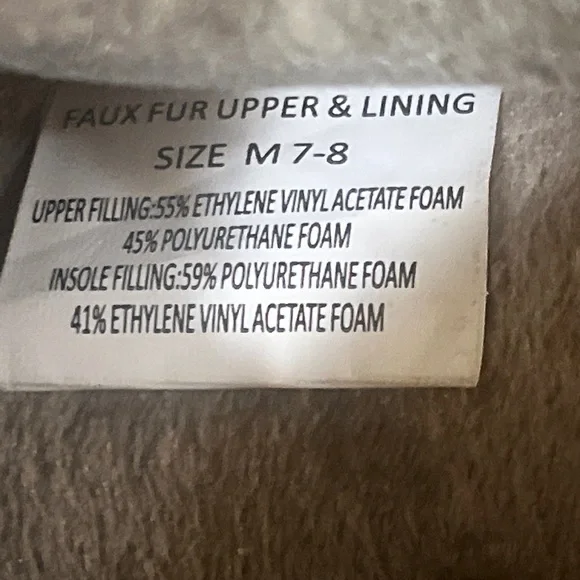 FAUX FUR UPPER & LINING
SIZE M 7-8
UPPER FILLING:55% ETHYLENE VINYL ACETATE FOAM
45% POLYURETHANE FOAM
INSOLE FILLING:59% POLYURETHANE FOAM
41% ETHYLENE VINYL ACETATE FOAM